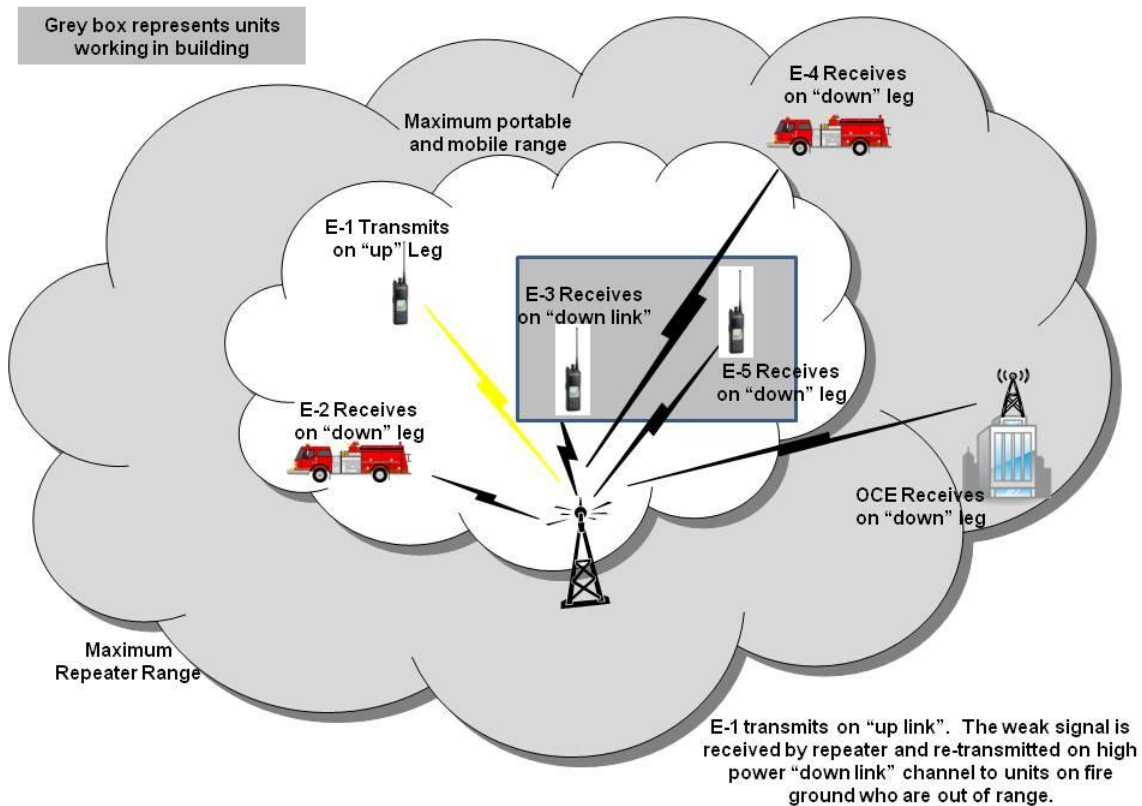 Grey box represents units
working in building
E-4 Receives
on “down” leg
Maximum portable
and mobile range
E-1 Transmits
on “up” Leg
E-3 Receives
on “down link”
E-5 Receives
on “down” leg
E-2 Receives
on “down” leg
OCE Receives
on “down” leg
Maximum
Repeater Range
E-1 transmits on “up link”. The weak signal is
received by repeater and re-transmitted on high
power “down link” channel to units on fire
ground who are out of range.